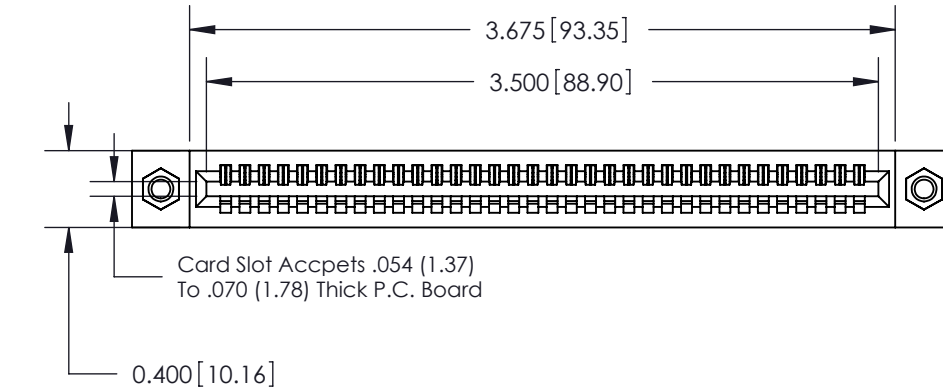 3.675[93.35]
3.500[88.90]
Card Slot Accpets .054 (1.37)
To .070 (1.78) Thick P.C. Board
0.400[10.16]